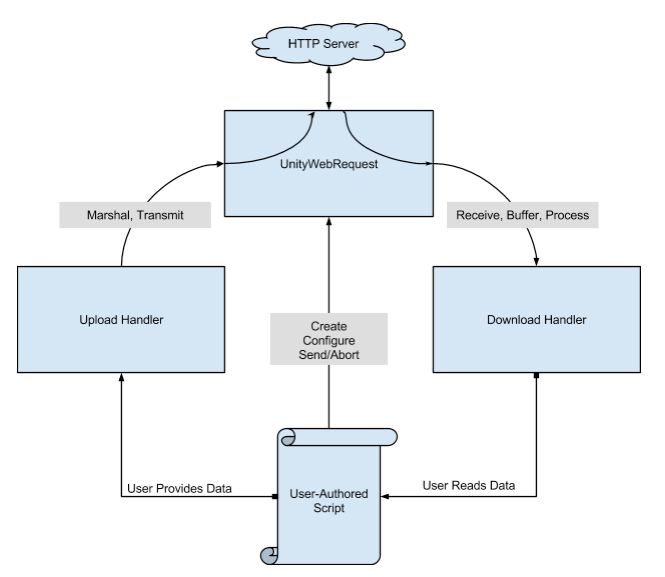 HTTP Server
UnityWebRequest
Marshal, Transmit
Receive, Buffer, Process
Upload Handler
Download Handler
Create
Configure
Send/Abort
User Provides Data
User-Authored
Script
User Reads Data